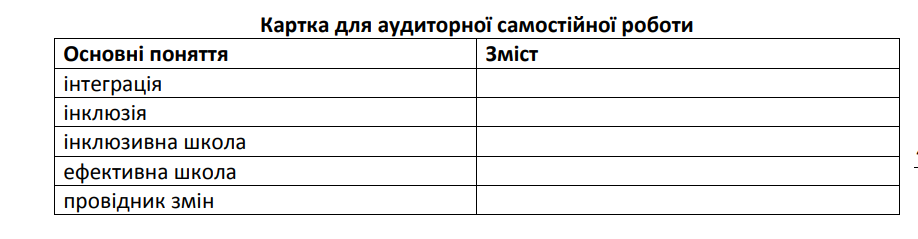 Картка для аудиторної самостійної роботи
Основні поняття Зміст
інтеграція
інклюзія
інклюзивна школа
ефективна школа
провідник змін